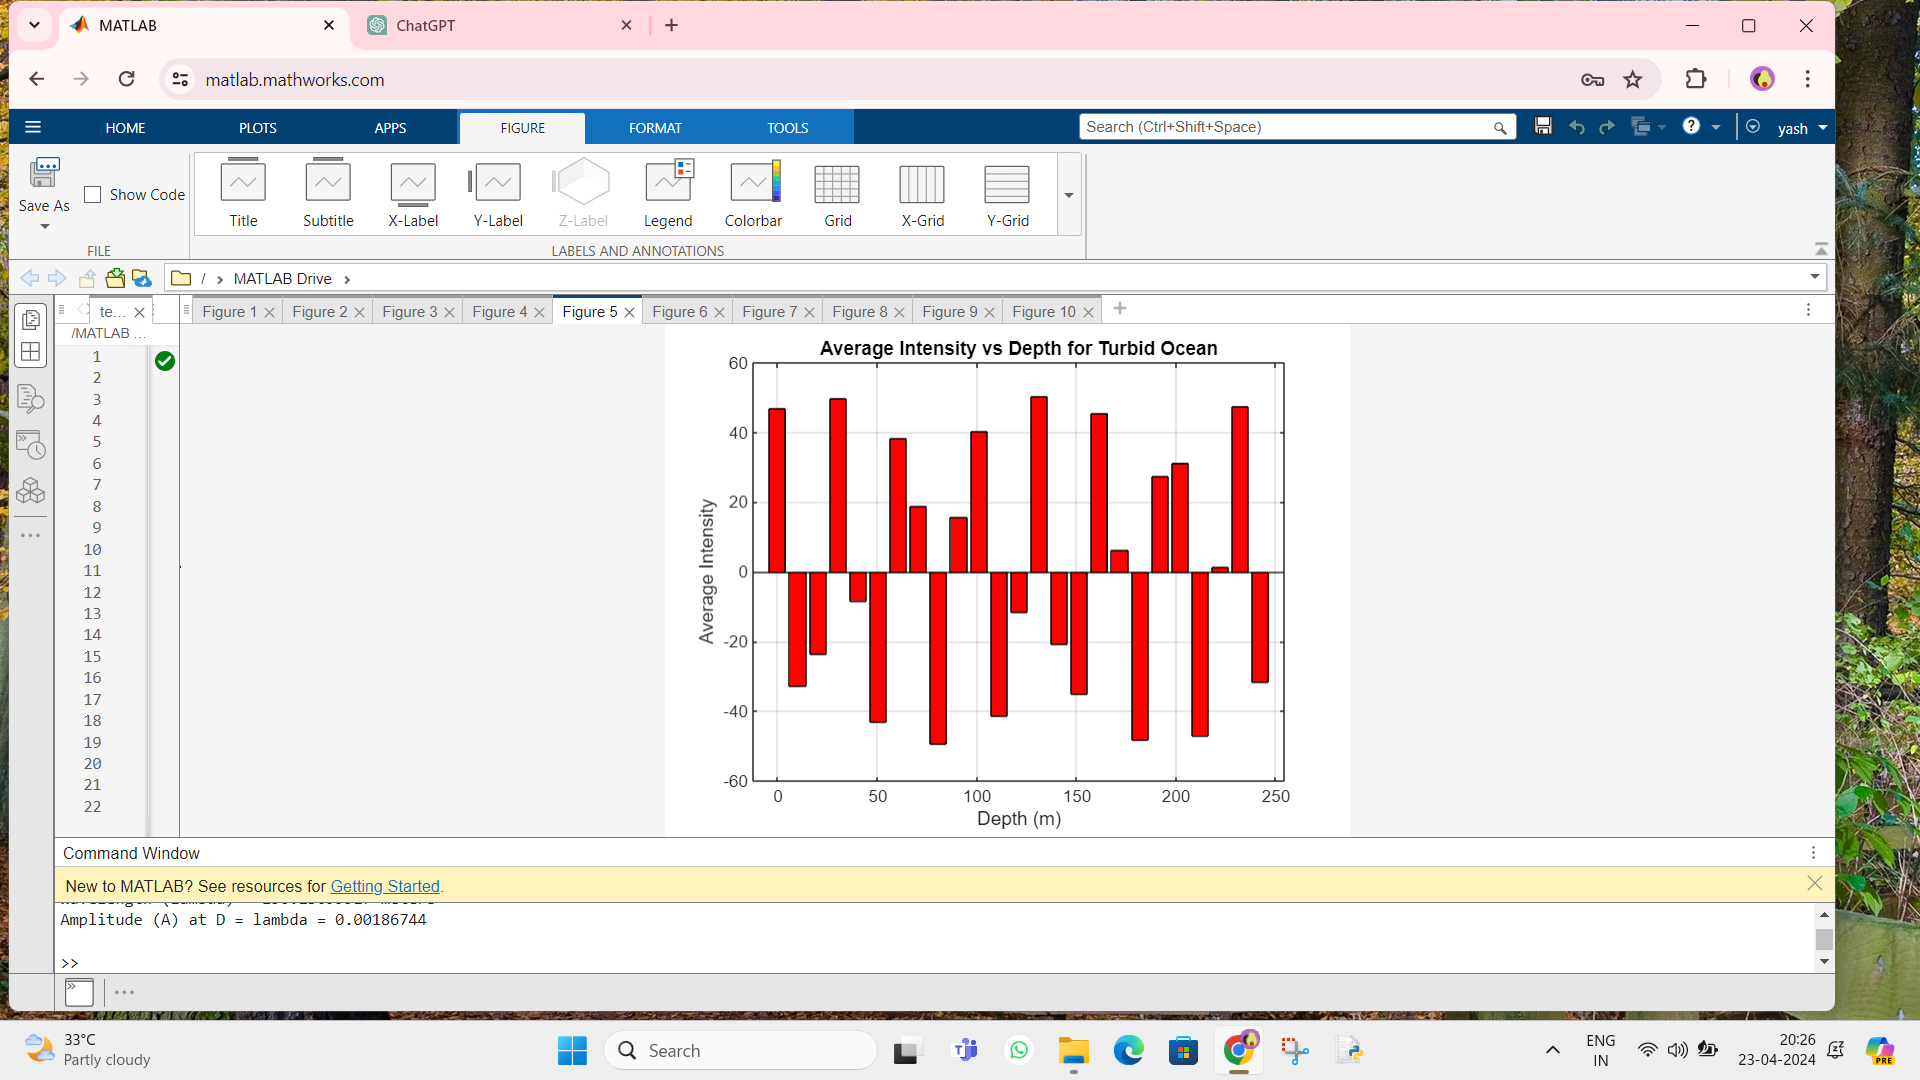 MATLAB
ChatGPT
matlab.mathworks.com
HOME PLOTS APPS FIGURE FORMAT TOOLS Search (Ctrl+Shift+Space) yash
Save As Show Code Title Subtitle X-Label Y-Label Z-Label Legend Colorbar Grid X-Grid Y-Grid
FILE LABELS AND ANNOTATIONS
/ MATLAB Drive
te... Figure 1 Figure 2 Figure 3 Figure 4 Figure 5 Figure 6 Figure 7 Figure 8 Figure 9 Figure 10
/MATLAB ...
1
2
3
4
5
6
7
8
9
10
11
12
13
14
15
16
17
18
19
20
21
22
Average Intensity vs Depth for Turbid Ocean
60
40
20
0
-20
-40
-60
Average Intensity
0 50 100 150 200 250
Depth (m)
Command Window
New to MATLAB? See resources for Getting Started.
Amplitude (A) at D = lambda = 0.00186744
>>
33°C
Partly cloudy
Search
ENG
IN
20:26
23-04-2024
PRE